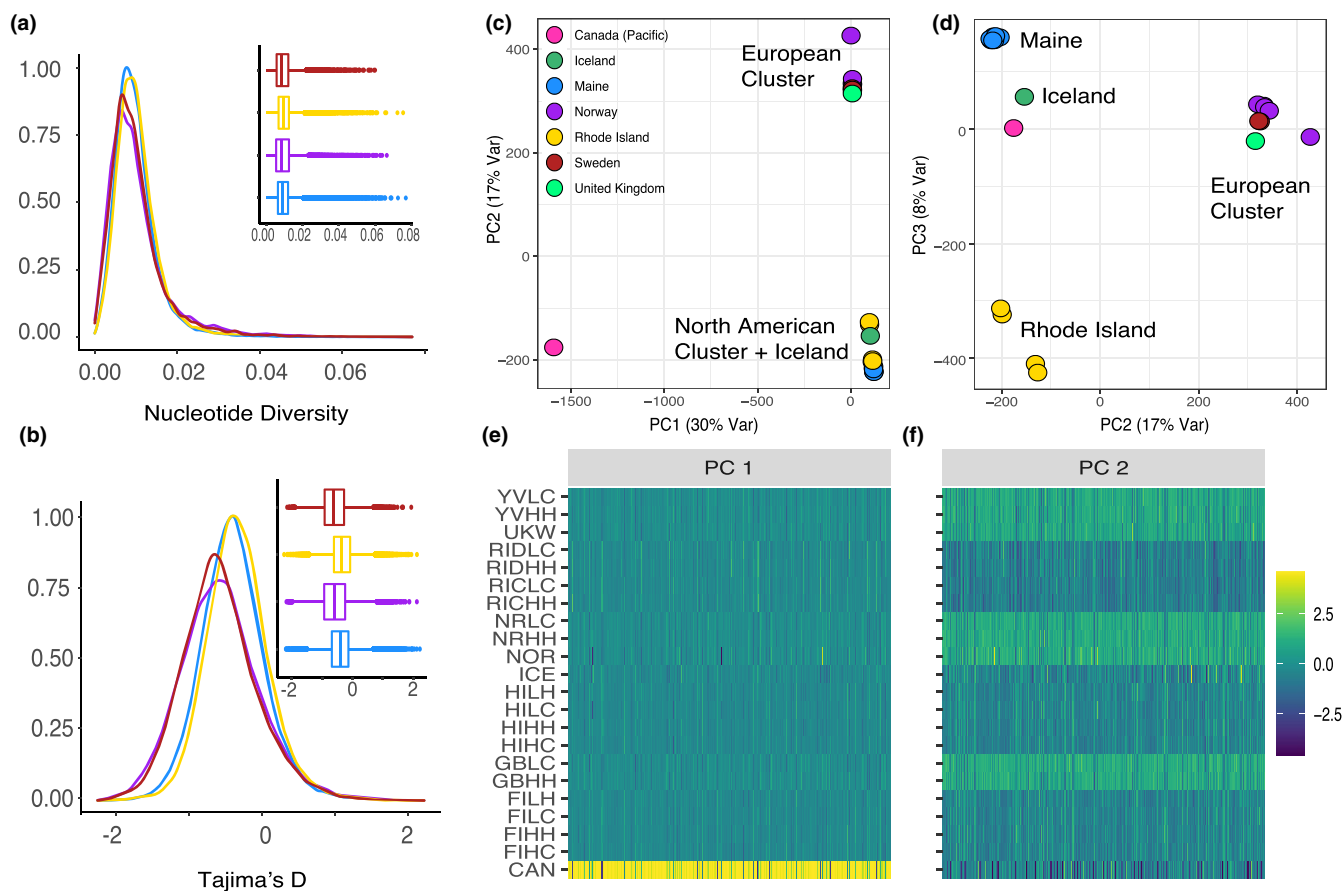 (a)
1.00
0.75
0.50
0.25
0.00
0.00 0.02 0.04 0.06
Nucleotide Diversity
0.00 0.02 0.04 0.06 0.08
(b)
1.00
0.75
0.50
0.25
0.00
-2 0 2
Tajima's D
-2 0 2
(c)
PC2 (17% Var)
400
200
0
−200
−1500 −1000 −500 0
PC1 (30% Var)
Canada (Pacific)
Iceland
Maine
Norway
Rhode Island
Sweden
United Kingdom
European
Cluster
North American
Cluster + Iceland
(d)
PC3 (8% Var)
0
−200
−400
−200 0 200 400
PC2 (17% Var)
Maine
Iceland
European
Cluster
Rhode Island
(e)
PC 1
YVLC
YVHH
UKW
RIDLC
RIDHH
RICLC
RICHH
NRLC
NRHH
NOR
ICE
HILH
HILC
HIHH
HIHC
GBLC
GBHH
FILH
FILC
FIHH
FIHC
CAN
(f)
PC 2
2.5
0.0
−2.5